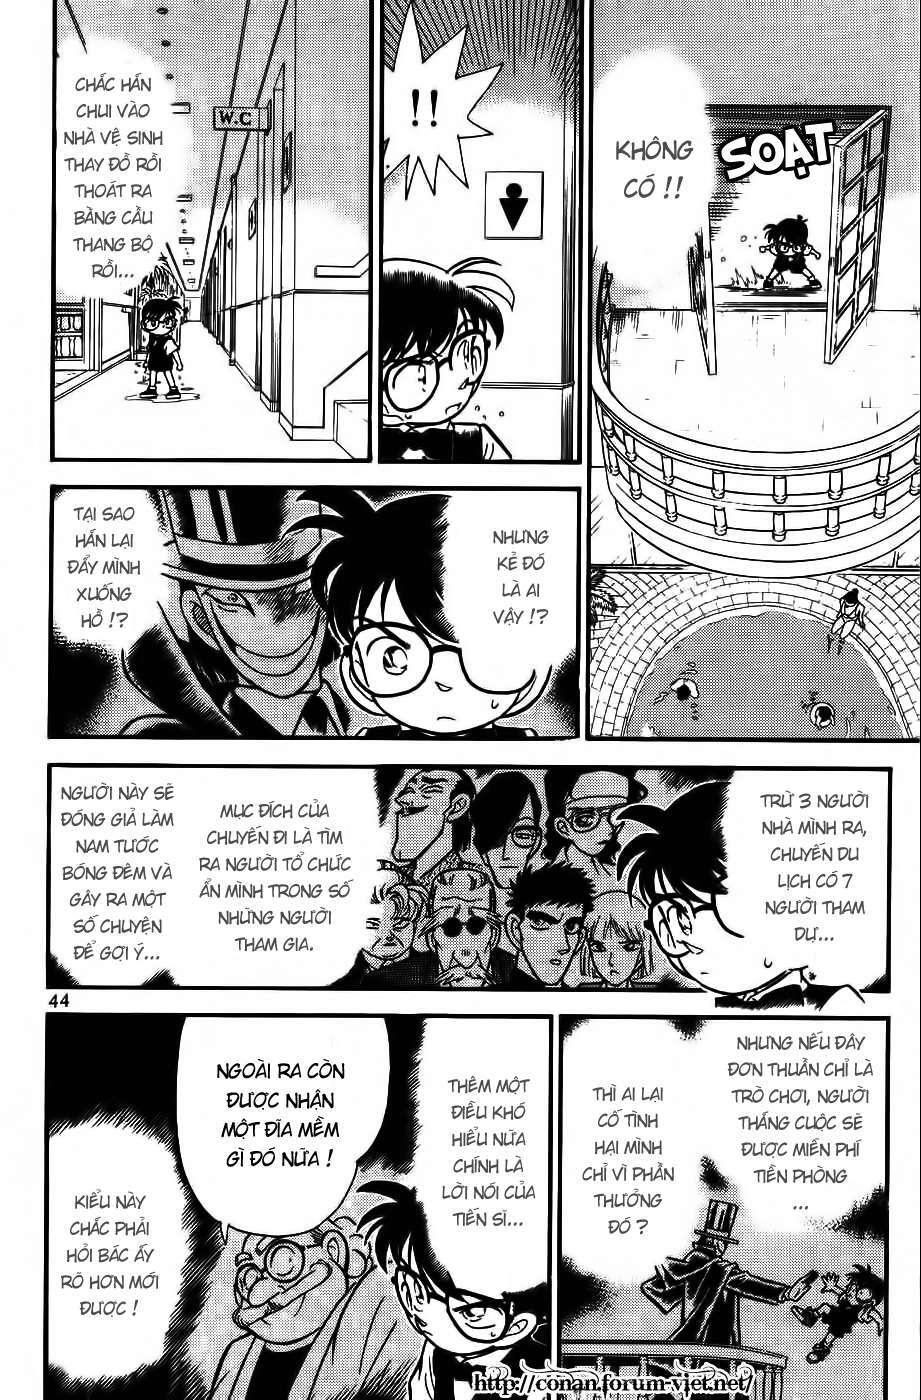 SOẠT
KHÔNG
CÓ !!
!!
CHẮC HẲN
CHUI VÀO
NHÀ VỆ SINH
THAY ĐỒ RỒI
THOÁT RA
BẰNG CẦU
THANG BỘ
RỒI...
W.C
NHƯNG
KẺ ĐÓ
LÀ AI
VẬY !?
TẠI SAO
HẮN LẠI
ĐẨY MÌNH
XUỐNG
HỒ !?
TRỪ 3 NGƯỜI
NHÀ MÌNH RA,
CHUYẾN DU
LỊCH CÓ 7
NGƯỜI THAM
DỰ...
MỤC ĐÍCH CỦA
CHUYẾN ĐI LÀ TÌM
RA NGƯỜI TỔ CHỨC
ẨN MÌNH TRONG SỐ
NHỮNG NGƯỜI
THAM GIA.
NGƯỜI NÀY SẼ
ĐÓNG GIẢ LÀM
NAM TƯỚC
BÓNG ĐÊM VÀ
GÂY RA MỘT
SỐ CHUYỆN
ĐỂ GỢI Ý...
44
NHƯNG NẾU ĐÂY
ĐƠN THUẦN CHỈ LÀ
TRÒ CHƠI, NGƯỜI
THẮNG CUỘC SẼ
ĐƯỢC MIỄN PHÍ
TIỀN PHÒNG
...
THÌ AI LẠI
CỐ TÌNH
HẠI MÌNH
CHỈ VÌ PHẦN
THƯỞNG
ĐÓ ?
THÊM MỘT
ĐIỀU KHÓ
HIỂU NỮA
CHÍNH LÀ
LỜI NÓI CỦA
TIẾN SĨ...
NGOÀI RA CÒN
ĐƯỢC NHẬN
MỘT ĐĨA MỀM
GÌ ĐÓ NỮA !
KIỂU NÀY
CHẮC PHẢI
HỎI BÁC ẤY
RÕ HƠN MỚI
ĐƯỢC !
http://conan.forum-viet.net/